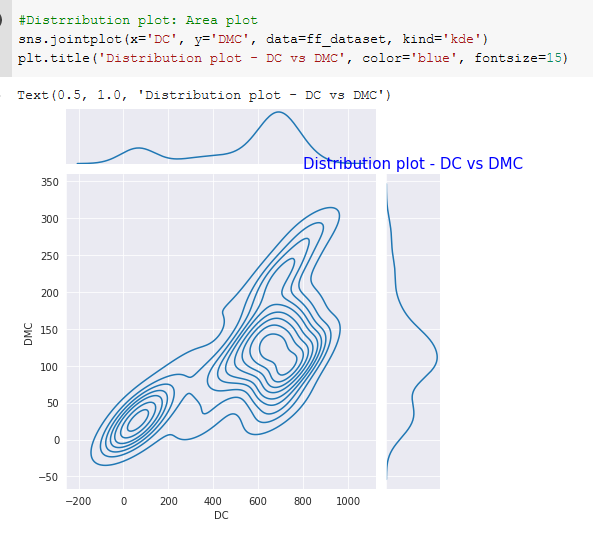 #Distrribution plot: Area plot
sns.jointplot(x='DC', y='DMC', data=ff_dataset, kind='kde')
plt.title('Distribution plot - DC vs DMC', color='blue', fontsize=15)
Text(0.5, 1.0, 'Distribution plot - DC vs DMC')
Distribution plot - DC vs DMC
350
300
250
200
150
100
50
0
−50
DMC
−200 0 200 400 600 800 1000
DC